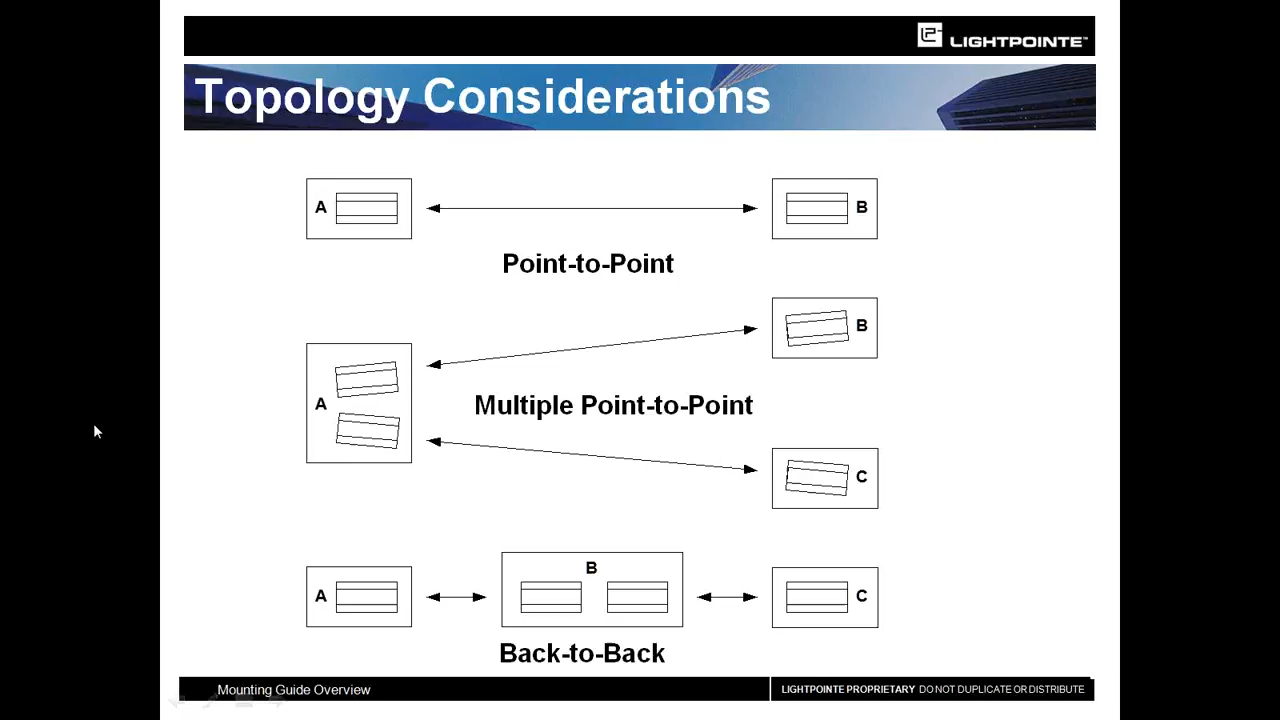 LIGHTPOINTE™
Topology Considerations
A
B
Point-to-Point
B
A
Multiple Point-to-Point
C
B
A
C
Back-to-Back
Mounting Guide Overview
LIGHTPOINTE PROPRIETARY DO NOT DUPLICATE OR DISTRIBUTE